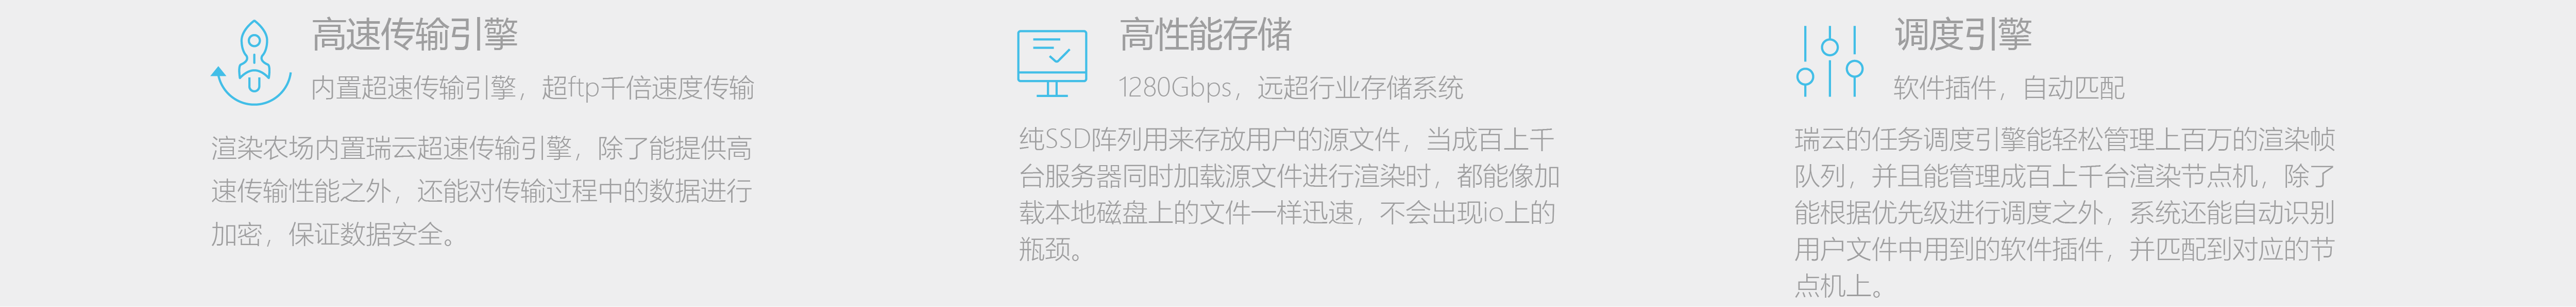 高速传输引擎
内置超速传输引擎，超ftp千倍速度传输
渲染农场内置瑞云超速传输引擎，除了能提供高
速传输性能之外，还能对传输过程中的数据进行
加密，保证数据安全。
高性能存储
1280Gbps，远超行业存储系统
纯SSD阵列用来存放用户的源文件，当成百上千
台服务器同时加载源文件进行渲染时，都能像加
载本地磁盘上的文件一样迅速，不会出现io上的
瓶颈。
调度引擎
软件插件，自动匹配
瑞云的任务调度引擎能轻松管理上百万的渲染帧
队列，并且能管理成百上千台渲染节点机，除了
能根据优先级进行调度之外，系统还能自动识别
用户文件中用到的软件插件，并匹配到对应的节
点机上。